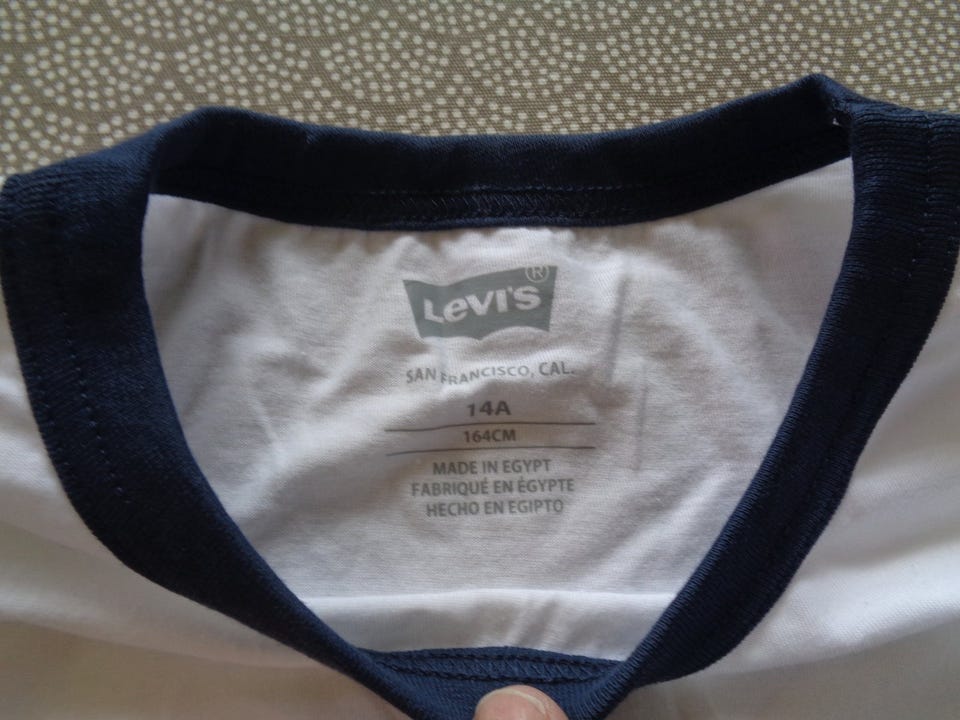 Levi's ®
SAN FRANCISCO, CAL.
14A
164CM
MADE IN EGYPT
FABRIQUÉ EN ÉGYPTE
HECHO EN EGIPTO